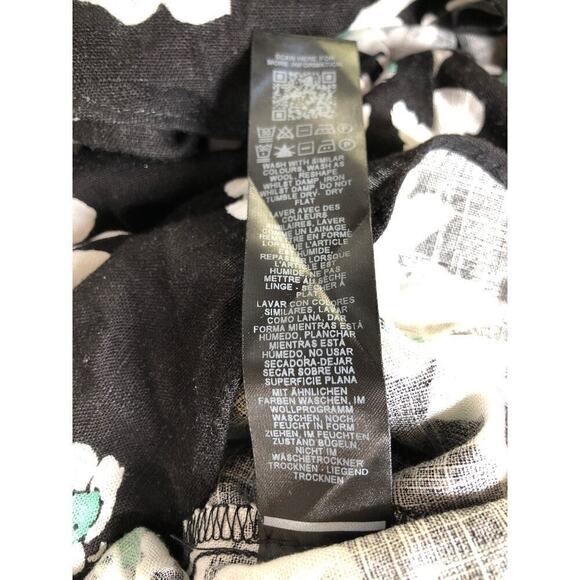 SCAN HERE FOR
MORE INFORMATION
WASH WITH SIMILAR
COLOURS, WASH AS
WOOL, RESHAPE
WHILST DAMP, IRON
WHILST DAMP, DO NOT
TUMBLE DRY- DRY
FLAT
LAVER AVEC DES
COULEURS
SIMILAIRES, LAVER
COMME UN LAINAGE,
REMETTRE EN FORME
LORSQUE L'ARTICLE
EST HUMIDE,
REPASSER LORSQUE
L'ARTICLE EST
HUMIDE, NE PAS
METTRE AU SÈCHE
LINGE - SÉCHER À
PLAT
LAVAR CON COLORES
SIMILARES, LAVAR
COMO LANA, DAR
FORMA MIENTRAS ESTÁ
HÚMEDO, PLANCHAR
MIENTRAS ESTÁ
HÚMEDO, NO USAR
SECADORA-DEJAR
SECAR SOBRE UNA
SUPERFICIE PLANA
MIT ÄHNLICHEN
FARBEN WASCHEN, IM
WOLLPROGRAMM
WASCHEN, NOCH
FEUCHT IN FORM
ZIEHEN, IM FEUCHTEN
ZUSTAND BÜGELN,
NICHT IM
WÄSCHETROCKNER
TROCKNEN - LIEGEND
TROCKNEN